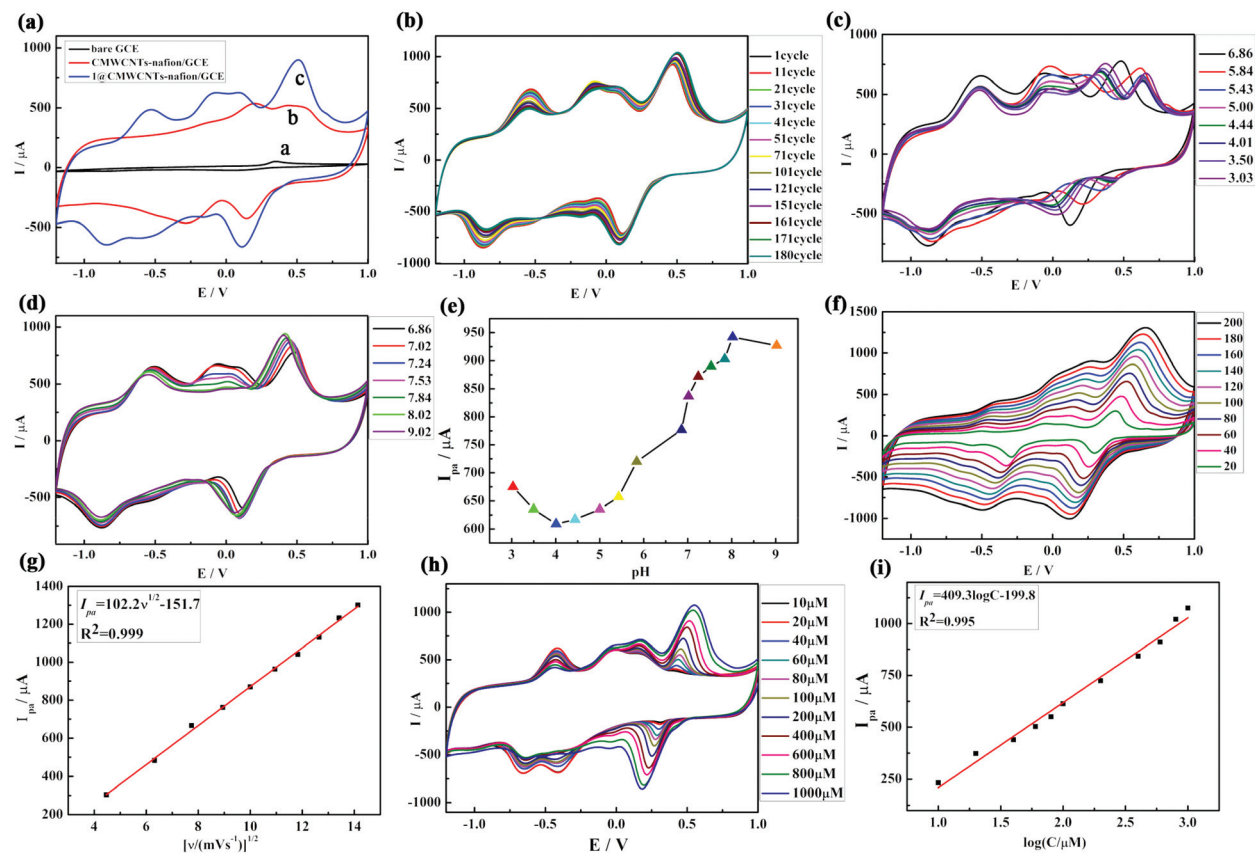 (a)
1000
500
0
-500
I / μA
bare GCE
CMWCNTs-nafion/GCE
1@CMWCNTs-nafion/GCE
c
b
a
-1.0 -0.5 0.0 0.5 1.0
E / V
(b)
1000
500
0
-500
-1000
I / μA
1cycle
11cycle
21cycle
31cycle
41cycle
51cycle
71cycle
101cycle
121cycle
151cycle
161cycle
171cycle
180cycle
-1.0 -0.5 0.0 0.5 1.0
E / V
(c)
1000
500
0
-500
I / μA
6.86
5.84
5.43
5.00
4.44
4.01
3.50
3.03
-1.0 -0.5 0.0 0.5 1.0
E / V
(d)
1000
500
0
-500
I / μA
6.86
7.02
7.24
7.53
7.84
8.02
9.02
-1.0 -0.5 0.0 0.5 1.0
E / V
(e)
950
900
850
800
750
700
650
600
Ipa / μA
3 4 5 6 7 8 9
pH
(f)
1500
1250
1000
750
500
250
0
-500
-1000
I / μA
200
180
160
140
120
100
80
60
40
20
-1.0 -0.5 0.0 0.5 1.0
E / V
(g)
1400
1300
1200
1000
800
600
400
200
Ipa / μA
Ipa=102.2ν1/2-151.7
R2=0.999
4 6 8 10 12 14
[ν/(mVs-1)]1/2
(h)
1000
500
0
-500
-1000
I / μA
10μM
20μM
40μM
60μM
80μM
100μM
200μM
400μM
600μM
800μM
1000μM
-1.0 -0.5 0.0 0.5 1.0
E / V
(i)
1000
750
500
250
Ipa / μA
Ipa=409.3logC-199.8
R2=0.995
1.0 1.5 2.0 2.5 3.0
log(C/μM)